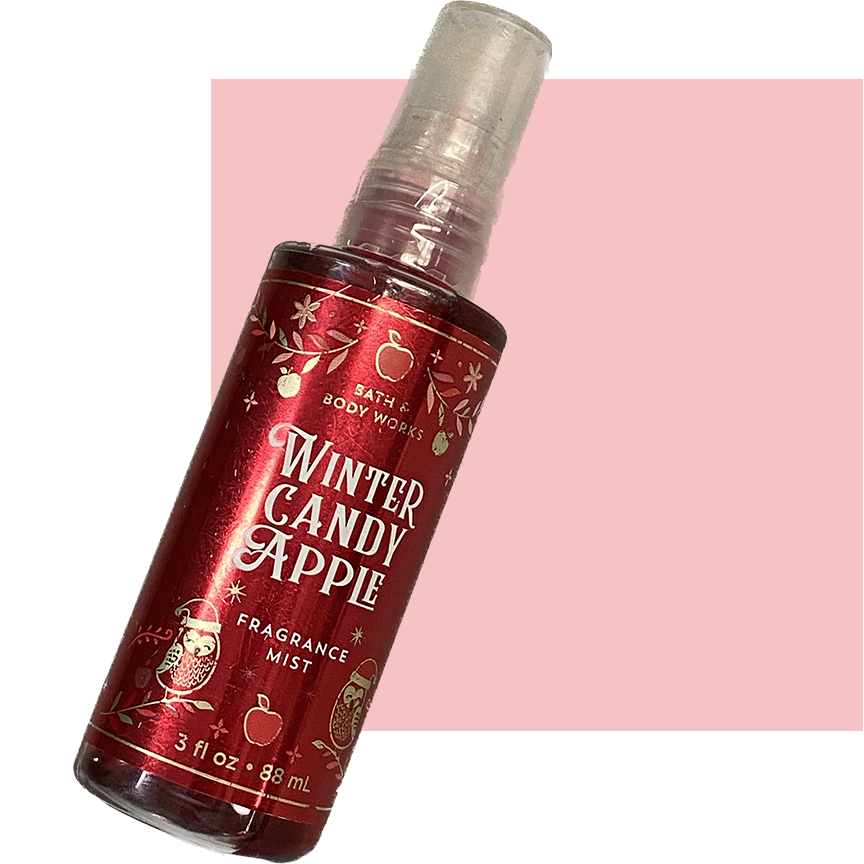 BATH &
BODY WORKS
WINTER
CANDY
APPLE
FRAGRANCE
MIST
3 fl oz • 88 mL